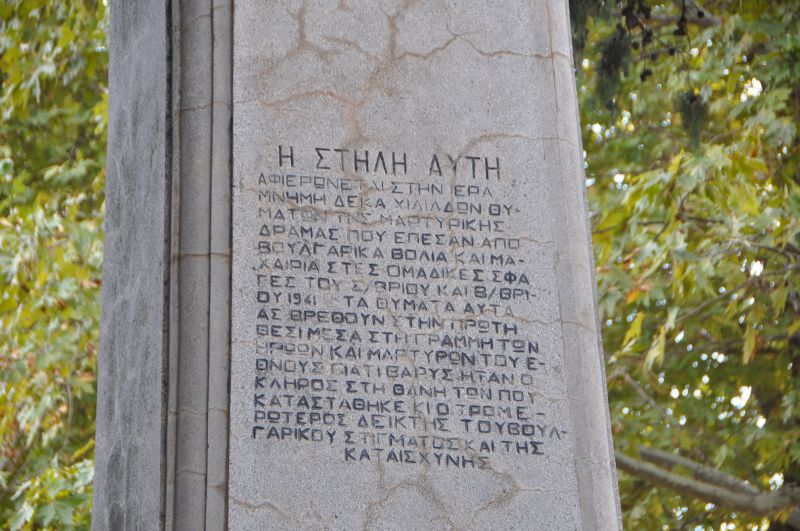 Η ΣΤΗΛΗ ΑΥΤΗ
ΑΦΙΕΡΩΝΕΤΑΙ ΣΤΗΝ ΙΕΡΑ
ΜΝΗΜΗ ΔΕΚΑ ΧΙΛΙΑΔΩΝ ΘΥ-
ΜΑΤΩΝ ΤΗΣ ΜΑΡΤΥΡΙΚΗΣ
ΔΡΑΜΑΣ ΠΟΥ ΕΠΕΣΑΝ ΑΠΟ
ΒΟΥΛΓΑΡΙΚΑ ΒΟΛΙΑ ΚΑΙ ΜΑ-
ΧΑΙΡΙΑ ΣΤΕΣ ΟΜΑΔΙΚΕΣ ΣΦΑ
ΓΕΣ ΤΟΥ Σ/ΒΡΙΟΥ ΚΑΙ 8/ΒΡΙ-
ΟΥ 1941 ΤΑ ΘΥΜΑΤΑ ΑΥΤΑ
ΑΣ ΒΡΕΘΟΥΝ ΣΤΗΝ ΠΡΩΤΗ
ΘΕΣΙ ΜΕΣΑ ΣΤΗ ΓΡΑΜΜΗ ΤΩΝ
ΗΡΩΩΝ ΚΑΙ ΜΑΡΤΥΡΩΝ ΤΟΥ Ε-
ΘΝΟΥΣ ΓΙΑΤΙ ΒΑΡΥΣ ΗΤΑΝ Ο
ΚΛΗΡΟΣ ΣΤΗ ΘΑΝΗ ΤΩΝ ΠΟΥ
ΚΑΤΑΣΤΑΘΗΚΕ ΚΙ Ο ΤΡΟΜΕ-
ΡΩΤΕΡΟΣ ΔΕΙΚΤΗΣ ΤΟΥ ΒΟΥΛ-
ΓΑΡΙΚΟΥ ΣΤΙΓΜΑΤΟΣ ΚΑΙ ΤΗΣ
ΚΑΤΑΙΣΧΥΝΗΣ